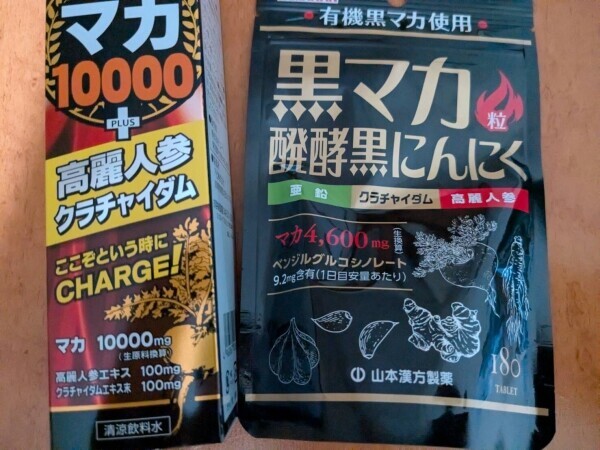 マカ
10000
+
PLUS
高麗人参
クラチャイダム
ここぞという時に
CHARGE!
マカ 10000mg
(生原料換算)
高麗人参エキス 100mg
クラチャイダムエキス末 100mg
清涼飲料水
有機黒マカ使用
黒マカ
粒
醗酵黒にんにく
亜鉛 クラチャイダム 高麗人参
マカ4,600mg
(生換算)
ベンジルグルコシノレート
9.2mg含有(1日目安量あたり)
山本漢方製薬
180
TABLET